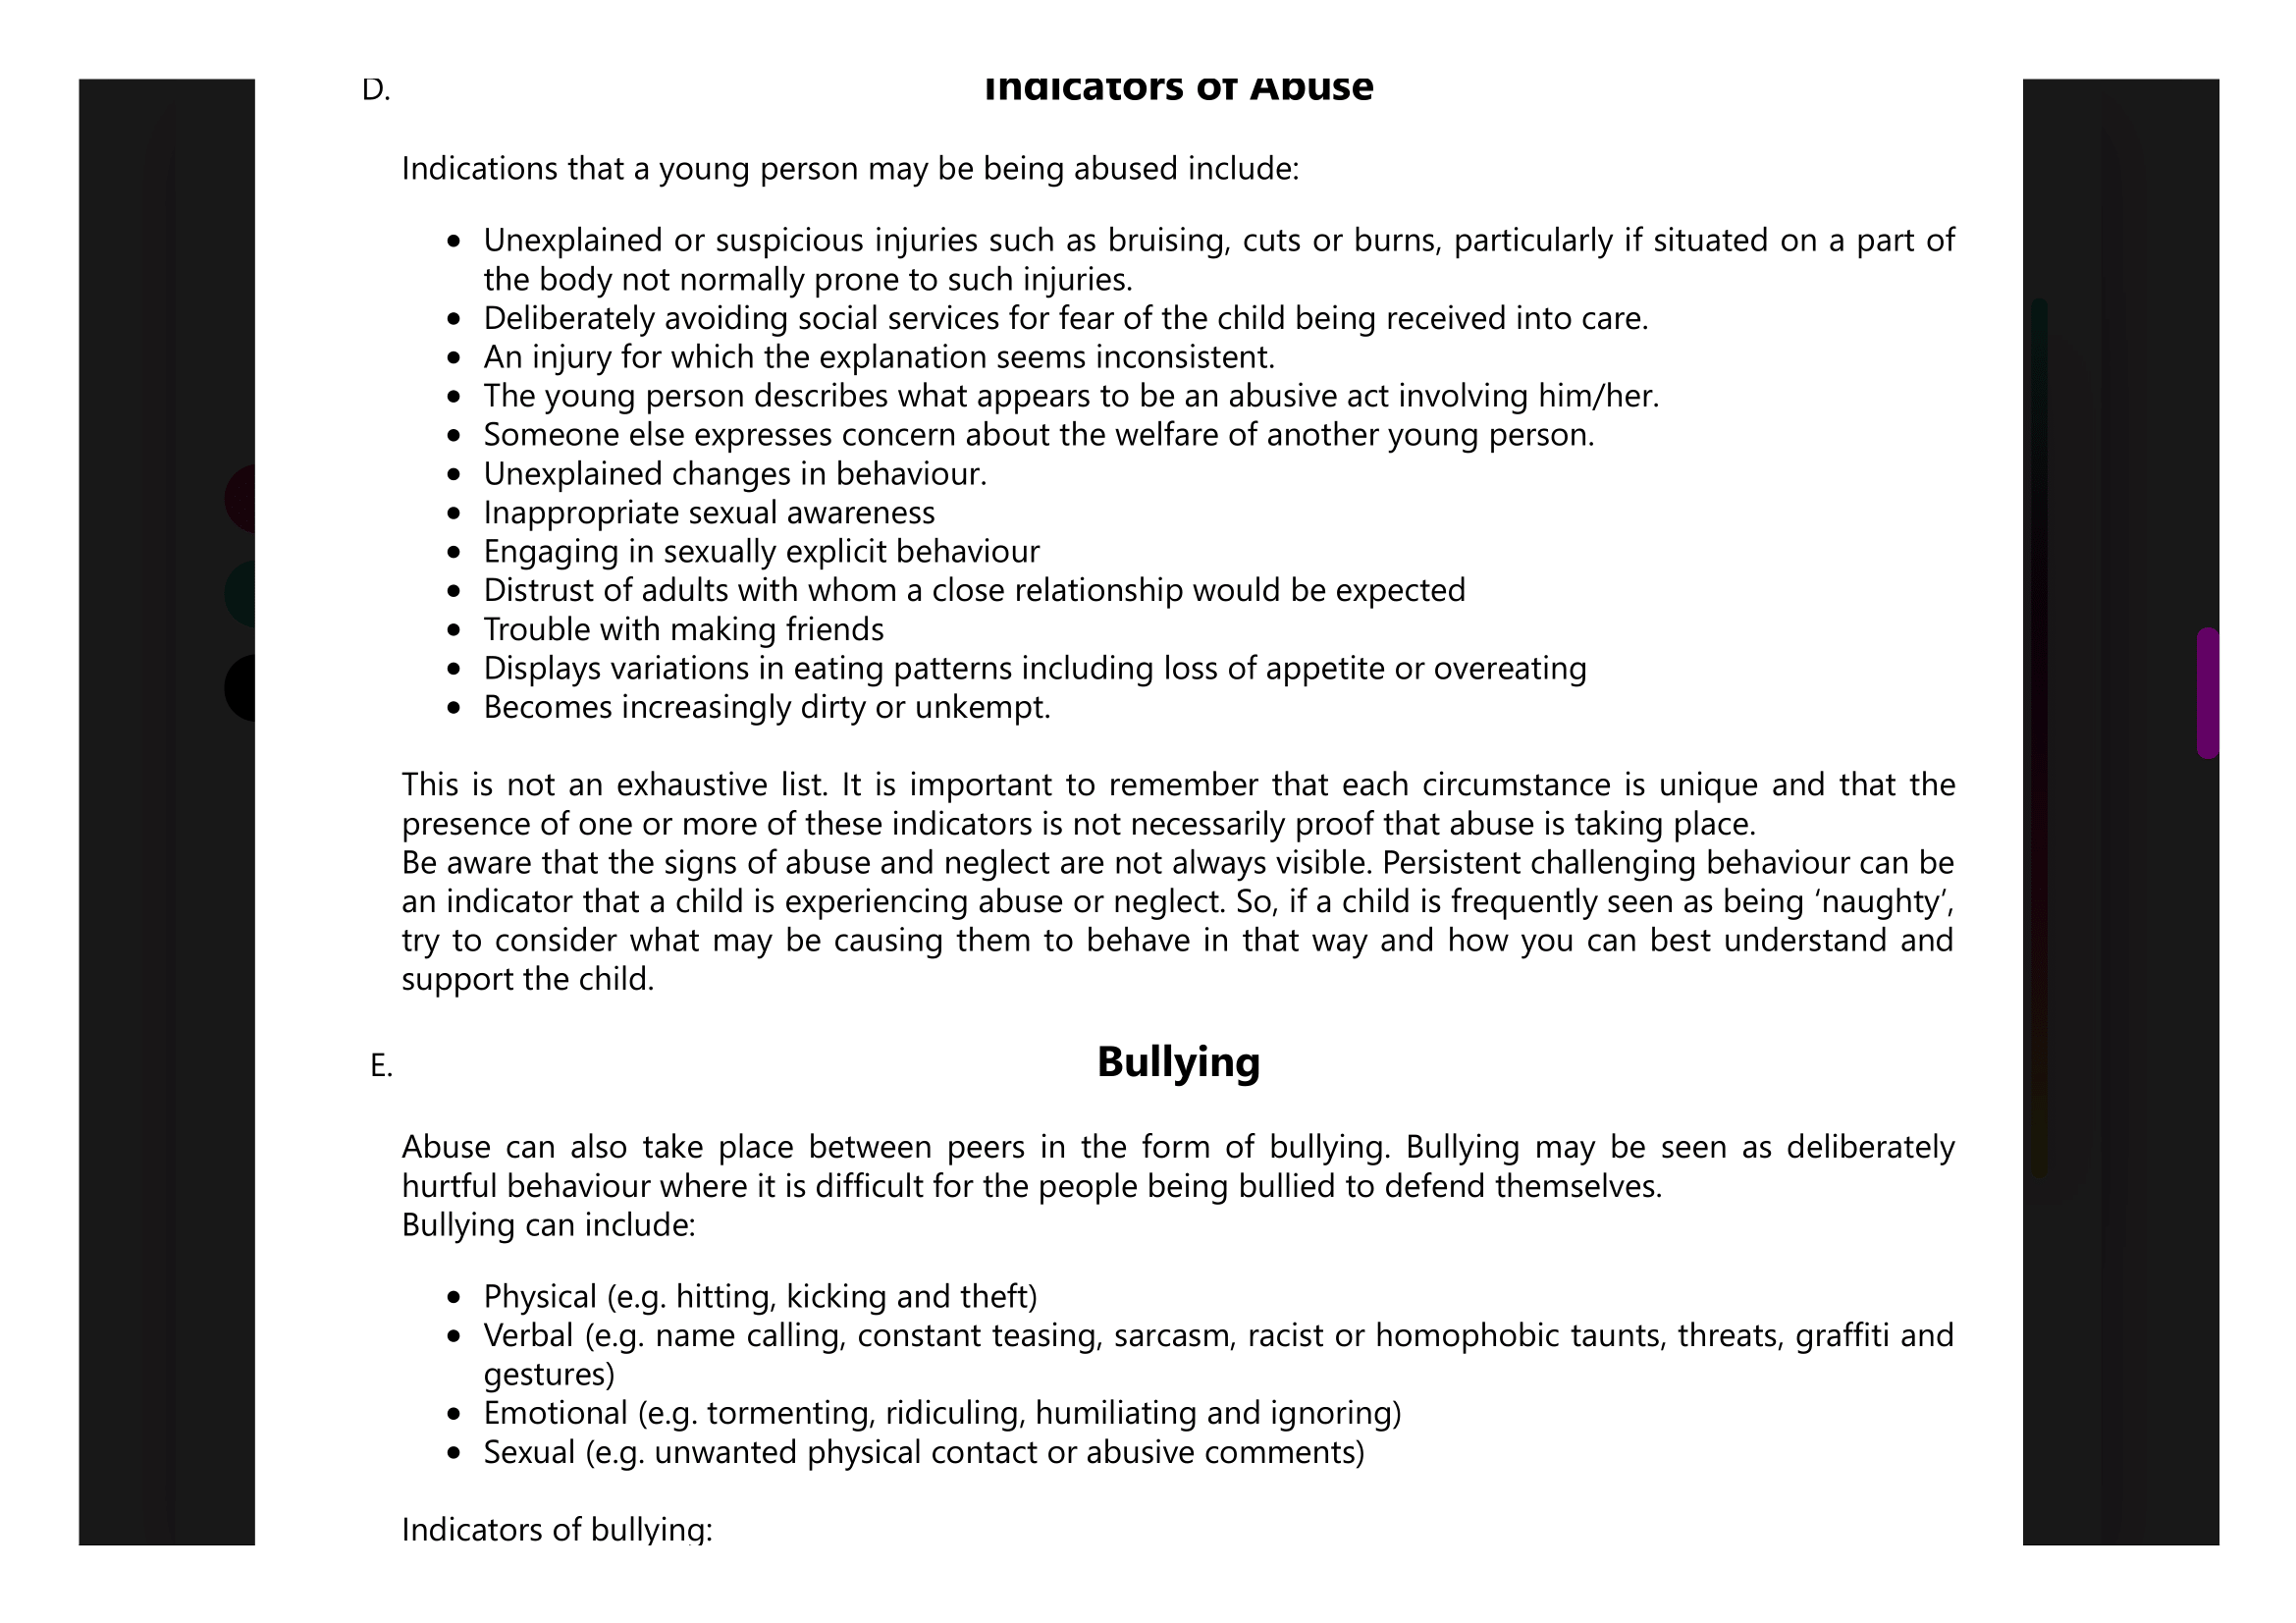 D. Indicators of Abuse
Indications that a young person may be being abused include:
• Unexplained or suspicious injuries such as bruising, cuts or burns, particularly if situated on a part of
the body not normally prone to such injuries.
• Deliberately avoiding social services for fear of the child being received into care.
• An injury for which the explanation seems inconsistent.
• The young person describes what appears to be an abusive act involving him/her.
• Someone else expresses concern about the welfare of another young person.
• Unexplained changes in behaviour.
• Inappropriate sexual awareness
• Engaging in sexually explicit behaviour
• Distrust of adults with whom a close relationship would be expected
• Trouble with making friends
• Displays variations in eating patterns including loss of appetite or overeating
• Becomes increasingly dirty or unkempt.
This is not an exhaustive list. It is important to remember that each circumstance is unique and that the
presence of one or more of these indicators is not necessarily proof that abuse is taking place.
Be aware that the signs of abuse and neglect are not always visible. Persistent challenging behaviour can be
an indicator that a child is experiencing abuse or neglect. So, if a child is frequently seen as being ‘naughty’,
try to consider what may be causing them to behave in that way and how you can best understand and
support the child.
E. Bullying
Abuse can also take place between peers in the form of bullying. Bullying may be seen as deliberately
hurtful behaviour where it is difficult for the people being bullied to defend themselves.
Bullying can include:
• Physical (e.g. hitting, kicking and theft)
• Verbal (e.g. name calling, constant teasing, sarcasm, racist or homophobic taunts, threats, graffiti and
gestures)
• Emotional (e.g. tormenting, ridiculing, humiliating and ignoring)
• Sexual (e.g. unwanted physical contact or abusive comments)
Indicators of bullying: